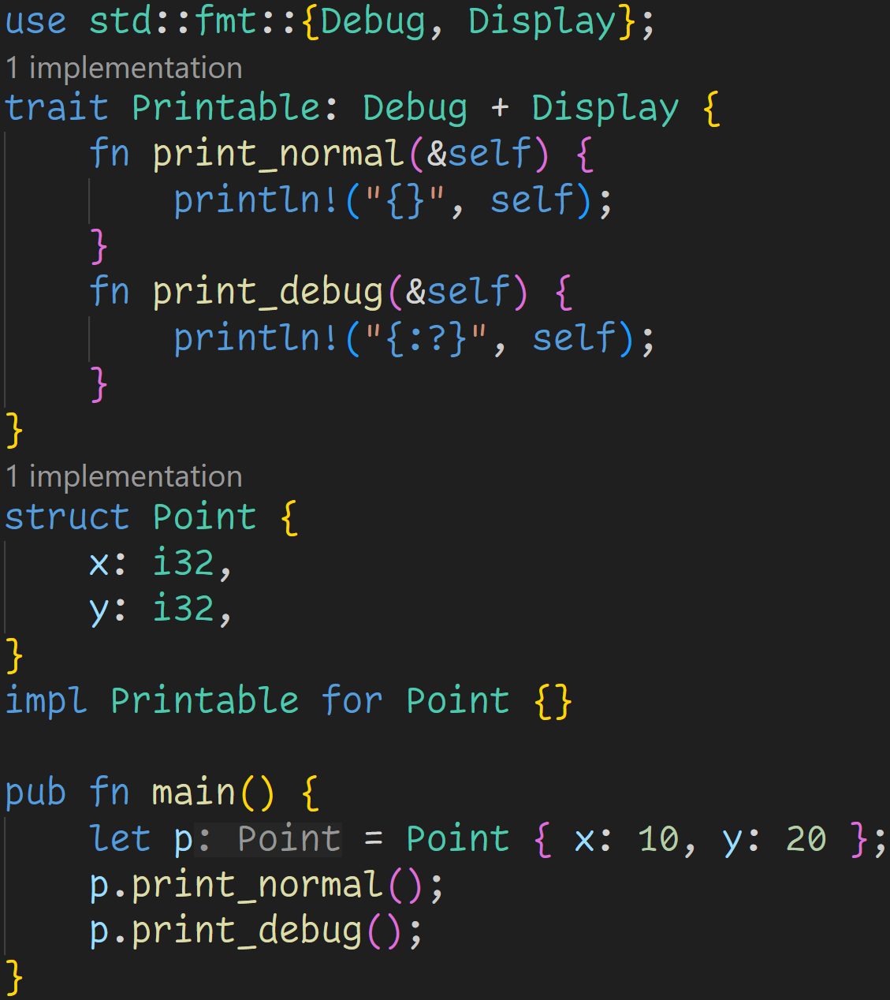 use std::fmt::{Debug, Display};
1 implementation
trait Printable: Debug + Display {
    fn print_normal(&self) {
        println!("{}", self);
    }
    fn print_debug(&self) {
        println!("{:?}", self);
    }
}
1 implementation
struct Point {
    x: i32,
    y: i32,
}
impl Printable for Point {}

pub fn main() {
    let p: Point = Point { x: 10, y: 20 };
    p.print_normal();
    p.print_debug();
}